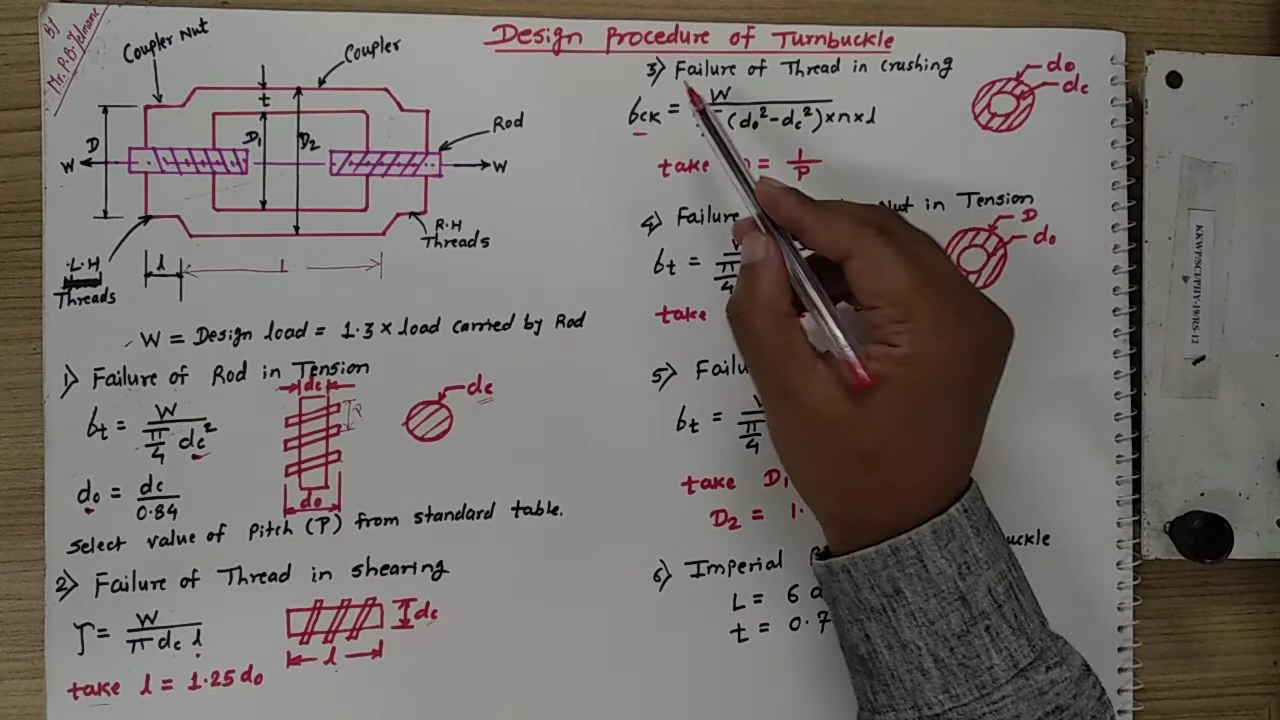 By
Mr. P.B. Jelmane
Design Procedure of Turnbuckle
Coupler Nut
Coupler
t
D
D₁
D₂
Rod
W
W
L.H
Threads
R.H
Threads
l
L
W = Design load = 1.3 × load carried by Rod
1) Failure of Rod in Tension
σt = W / (π/4 dc²)
dc
P
do
dc
do = dc / 0.84
Select value of Pitch (P) from standard table.
2) Failure of Thread in shearing
τ = W / (π dc l)
dc
l
take l = 1.25 do
3) Failure of Thread in crushing
σcK = W / (do² - dc²) × n × l
do
dc
take n = 1/P
4) Failure Nut in Tension
D
do
σt = π/4
take
5)
σt = π/4
take D₁
D₂ = 1.
6) Imperial
L = 6
t = 0.7